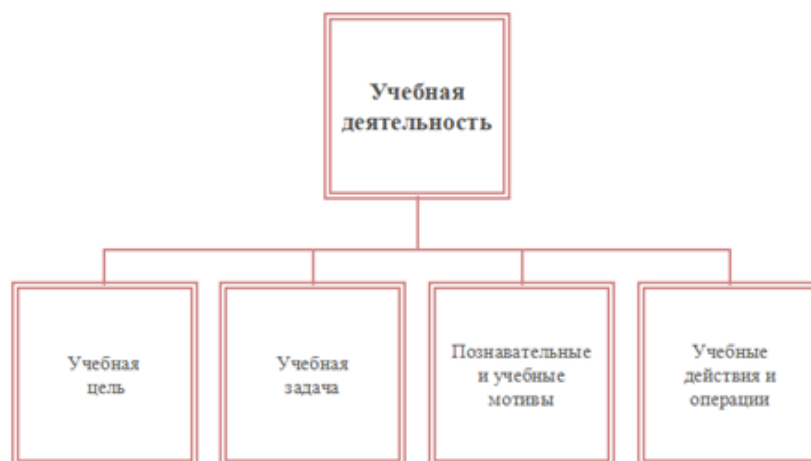 Учебная
деятельность
Учебная
цель
Учебная
задача
Познавательные
и учебные
мотивы
Учебные
действия и
операции